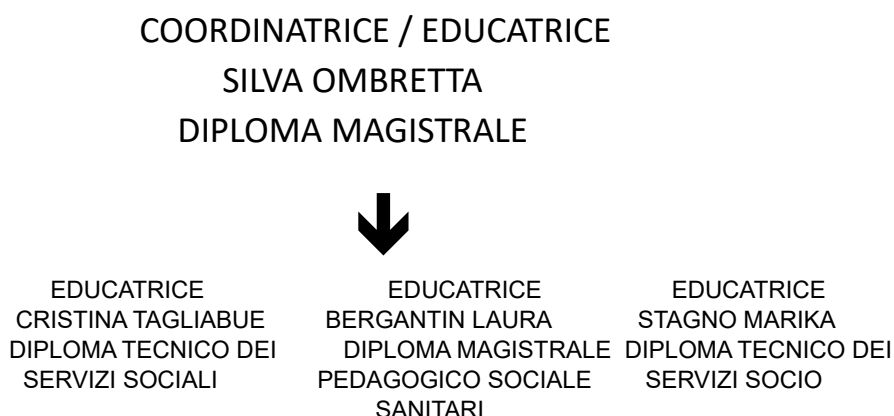 COORDINATRICE / EDUCATRICE
SILVA OMBRETTA
DIPLOMA MAGISTRALE
EDUCATRICE
CRISTINA TAGLIABUE
DIPLOMA TECNICO DEI
SERVIZI SOCIALI
EDUCATRICE
BERGANTIN LAURA
DIPLOMA MAGISTRALE
PEDAGOGICO SOCIALE
SANITARI
EDUCATRICE
STAGNO MARIKA
DIPLOMA TECNICO DEI
SERVIZI SOCIO